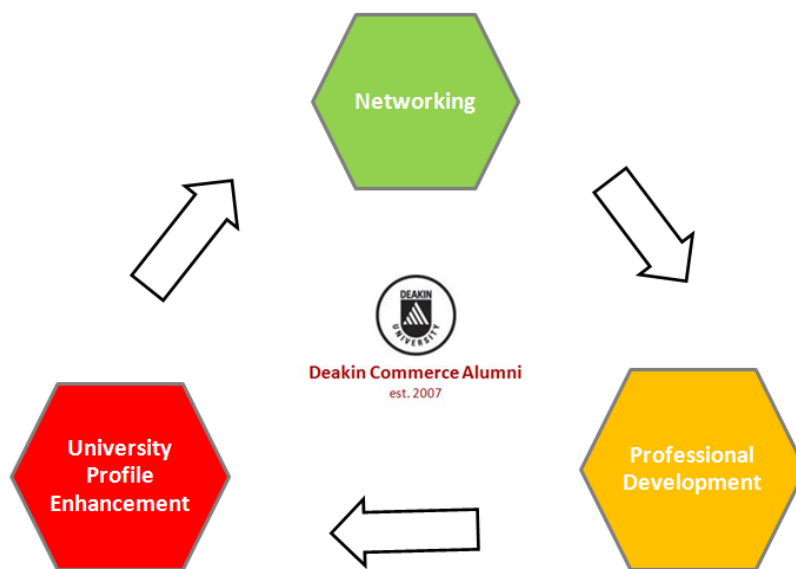 Networking
DEAKIN
UNIVERSITY
Deakin Commerce Alumni
est. 2007
University
Profile
Enhancement
Professional
Development